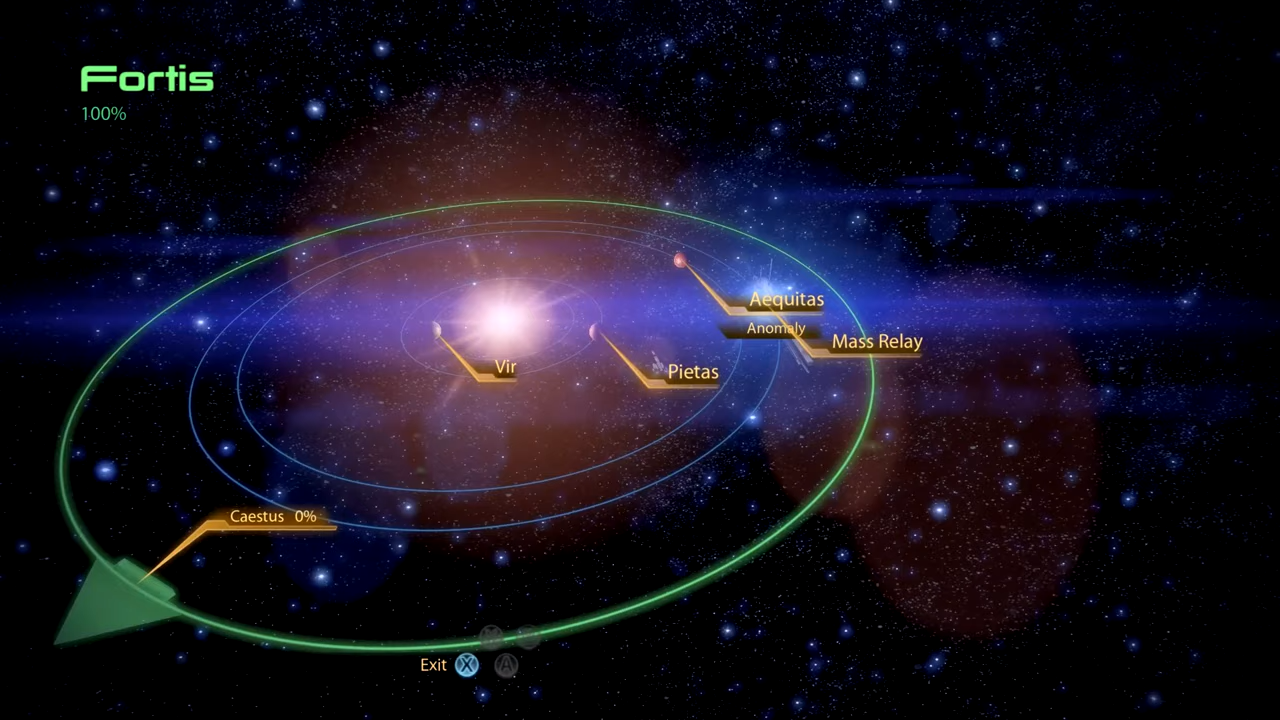 Fortis
100%
Aequitas
Anomaly
Mass Relay
Vir
Pietas
Caestus 0%
Exit X A